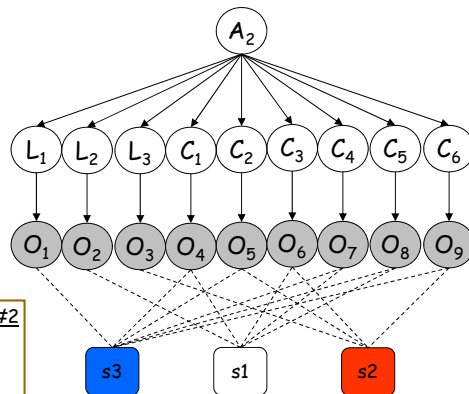 A2
L1 L2 L3 C1 C2 C3 C4 C5 C6
O1 O2 O3 O4 O5 O6 O7 O8 O9
#2
s3 s1 s2